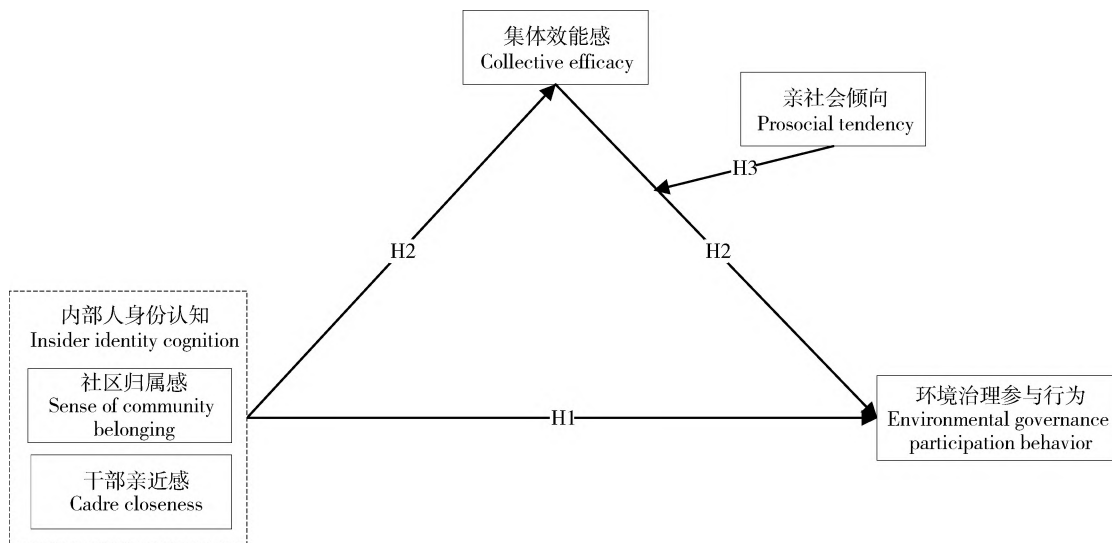 集体效能感
Collective efficacy
亲社会倾向
Prosocial tendency
H3
H2
H2
内部人身份认知
Insider identity cognition
社区归属感
Sense of community
belonging
H1
环境治理参与行为
Environmental governance
participation behavior
干部亲近感
Cadre closeness